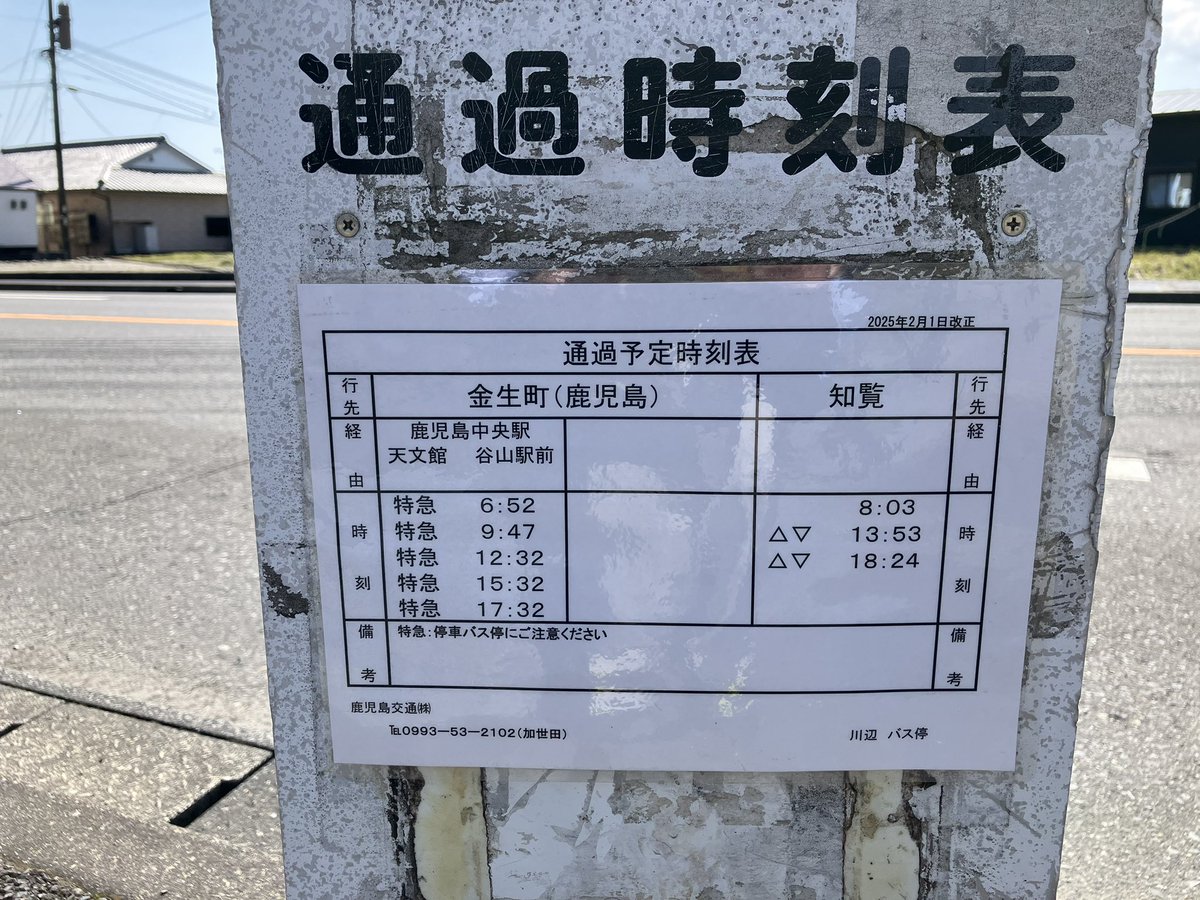 通過時刻表
2025年2月1日改正
通過予定時刻表
行先 金生町(鹿児島) 知覧 行先
経由 鹿児島中央駅 経由
天文館 谷山駅前
時刻 特急 6:52 8:03 時刻
特急 9:47 △▽ 13:53
特急 12:32 △▽ 18:24
特急 15:32
特急 17:32
備考 特急:停車バス停にご注意ください 備考
鹿児島交通㈱
℡0993-53-2102(加世田) 川辺 バス停